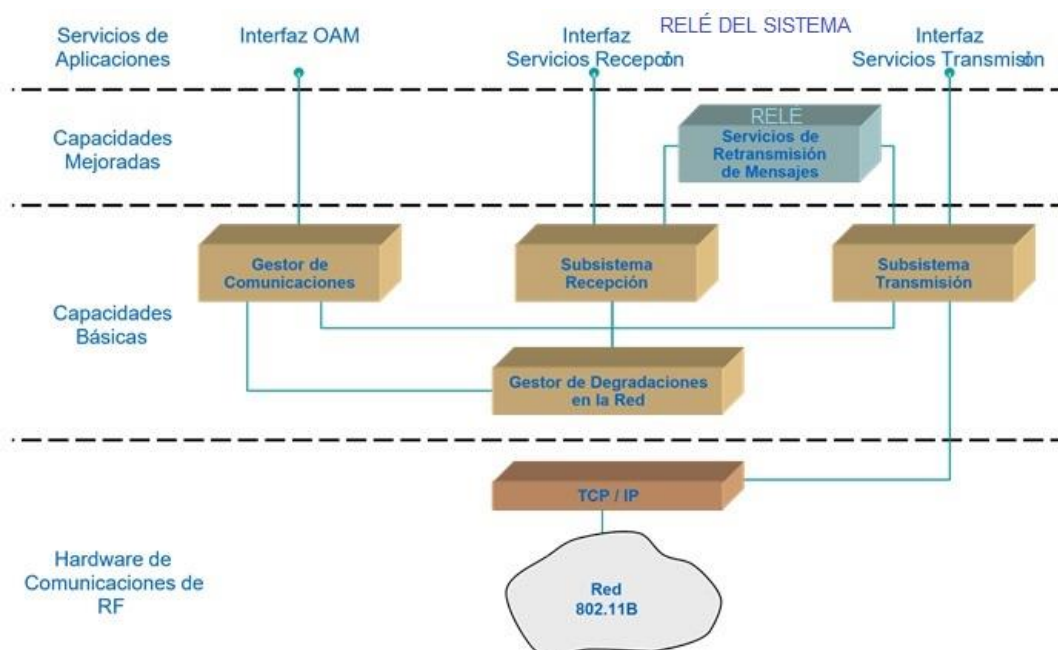 RELÉ DEL SISTEMA
Servicios de
Aplicaciones
Interfaz OAM
Interfaz
Servicios Recepción
Interfaz
Servicios Transmisión
Capacidades
Mejoradas
RELÉ
Servicios de
Retransmisión
de Mensajes
Capacidades
Básicas
Gestor de
Comunicaciones
Subsistema
Recepción
Subsistema
Transmisión
Gestor de Degradaciones
en la Red
Hardware de
Comunicaciones de
RF
TCP / IP
Red
802.11B